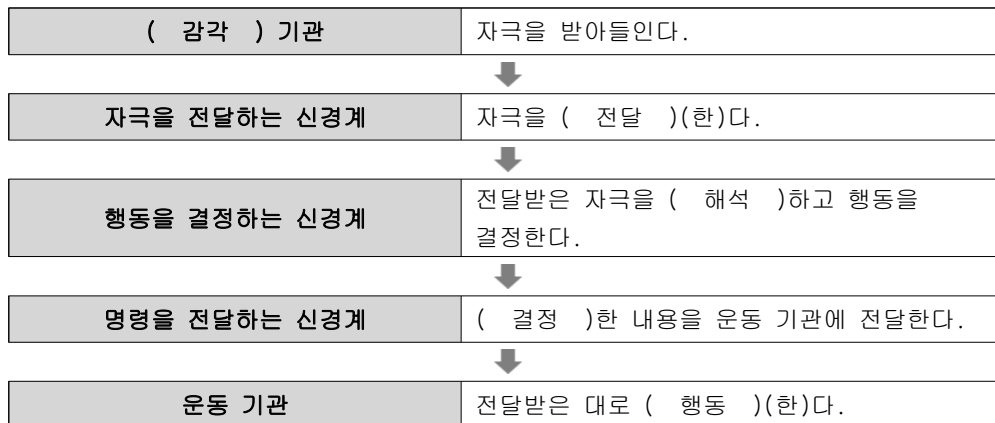 ( 감각 ) 기관
자극을 받아들인다.
자극을 전달하는 신경계
자극을 ( 전달 )(한)다.
행동을 결정하는 신경계
전달받은 자극을 ( 해석 )하고 행동을
결정한다.
명령을 전달하는 신경계
( 결정 )한 내용을 운동 기관에 전달한다.
운동 기관
전달받은 대로 ( 행동 )(한)다.